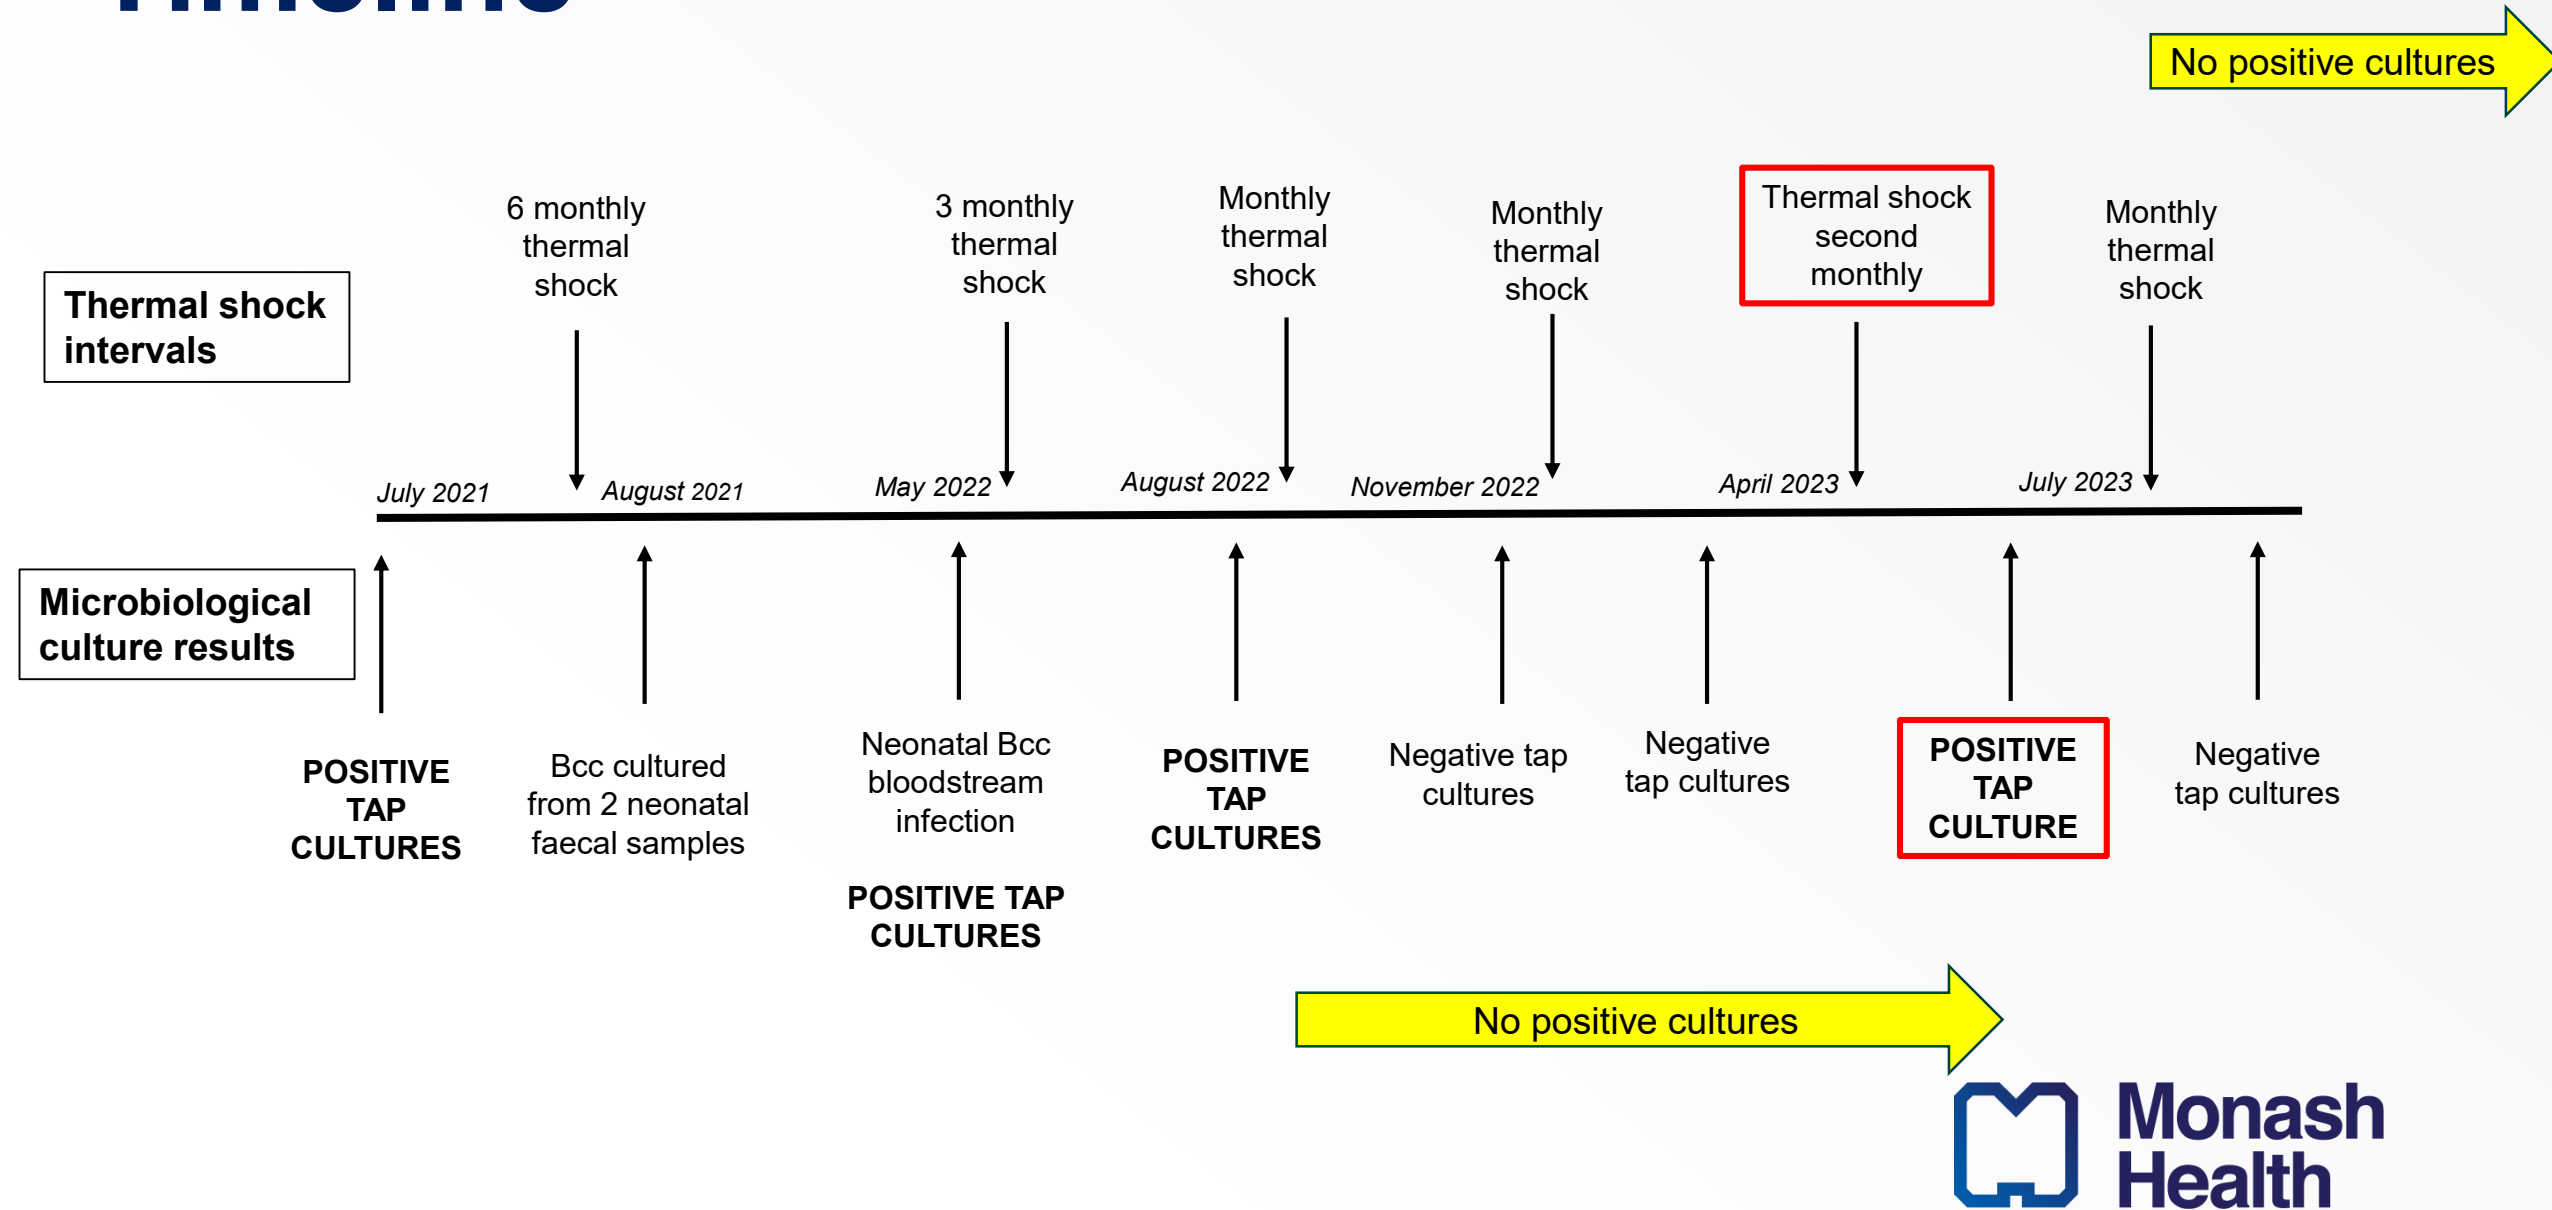 Timeline
No positive cultures
6 monthly
thermal
shock
3 monthly
thermal
shock
Monthly
thermal
shock
Monthly
thermal
shock
Thermal shock
second
monthly
Monthly
thermal
shock
Thermal shock
intervals
July 2021
August 2021
May 2022
August 2022
November 2022
April 2023
July 2023
Microbiological
culture results
POSITIVE
TAP
CULTURES
Bcc cultured
from 2 neonatal
faecal samples
Neonatal Bcc
bloodstream
infection
POSITIVE TAP
CULTURES
POSITIVE
TAP
CULTURES
Negative tap
cultures
Negative
tap cultures
POSITIVE
TAP
CULTURE
Negative
tap cultures
No positive cultures
Monash
Health